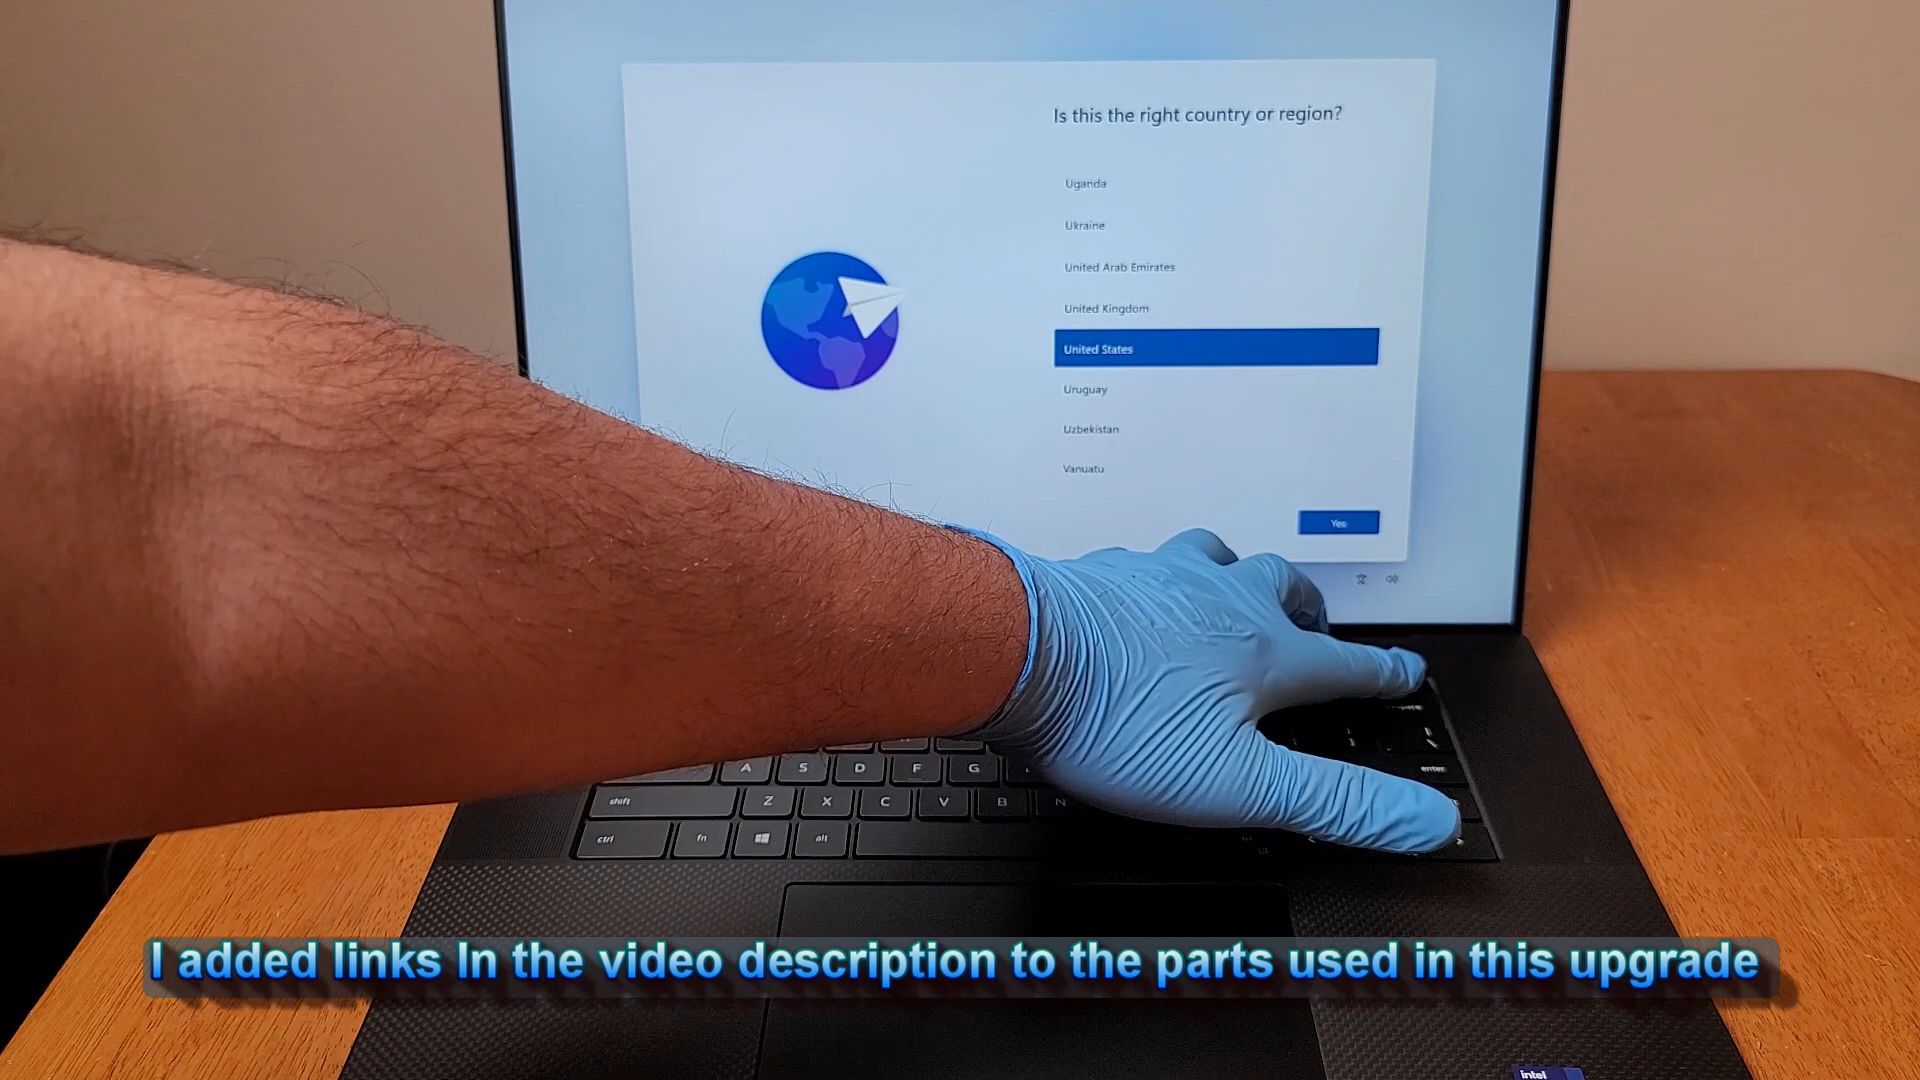 Is this the right country or region?
Uganda
Ukraine
United Arab Emirates
United Kingdom
United States
Uruguay
Uzbekistan
Vanuatu
Yes
enter
A S D F G
shift Z X C V B N
ctrl fn alt
I added links In the video description to the parts used in this upgrade
intel